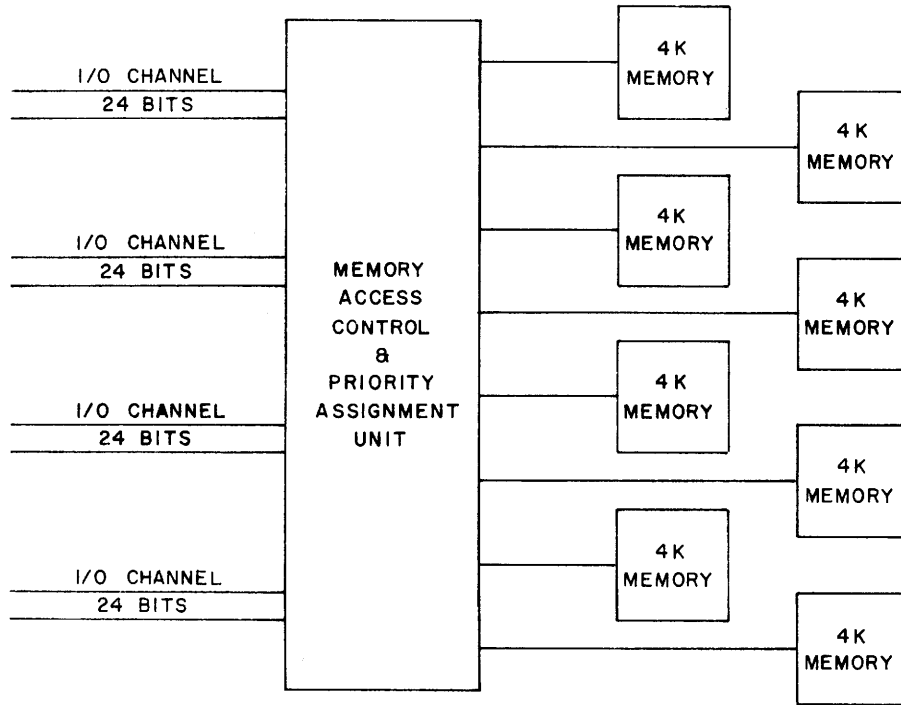 I/O CHANNEL
24 BITS
I/O CHANNEL
24 BITS
I/O CHANNEL
24 BITS
I/O CHANNEL
24 BITS
MEMORY
ACCESS
CONTROL
&
PRIORITY
ASSIGNMENT
UNIT
4K
MEMORY
4K
MEMORY
4K
MEMORY
4K
MEMORY
4K
MEMORY
4K
MEMORY
4K
MEMORY
4K
MEMORY